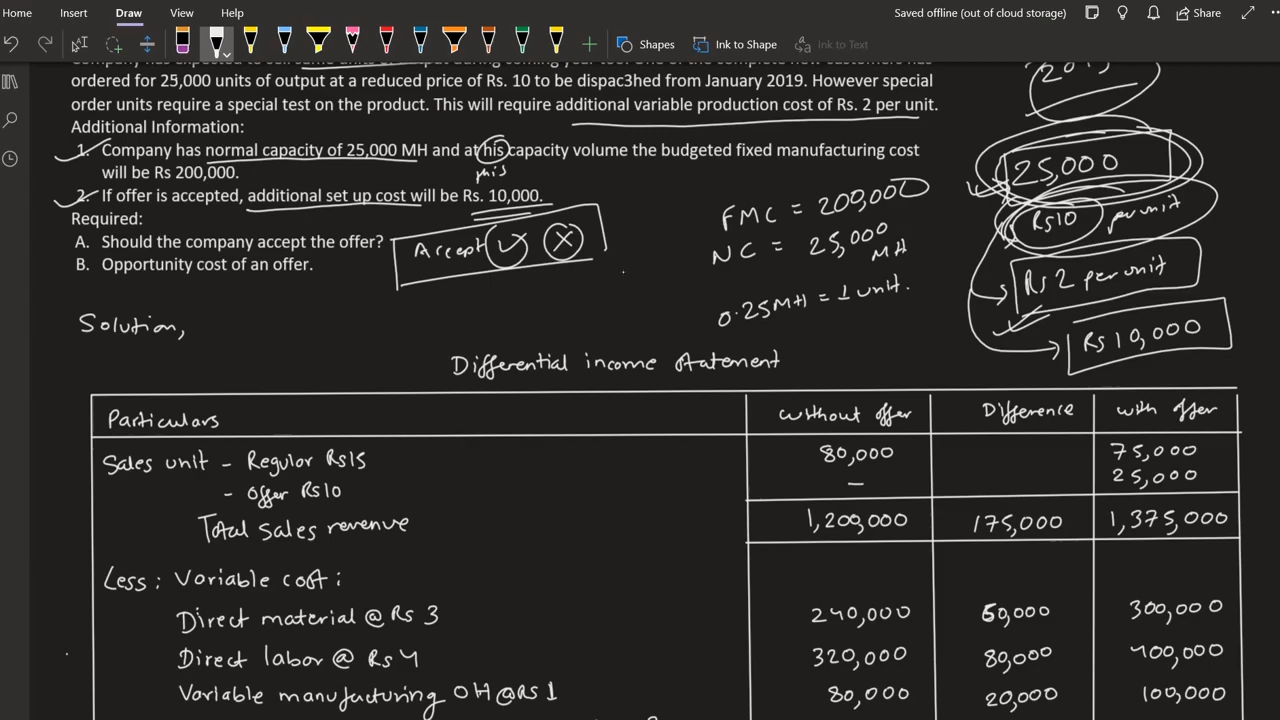 Home Insert Draw View Help Saved offline (out of cloud storage) Share
Shapes Ink to Shape Ink to Text
ordered for 25,000 units of output at a reduced price of Rs. 10 to be dispac3hed from January 2019. However special
order units require a special test on the product. This will require additional variable production cost of Rs. 2 per unit.
Additional Information:
1. Company has normal capacity of 25,000 MH and at his capacity volume the budgeted fixed manufacturing cost
this
will be Rs 200,000.
2. If offer is accepted, additional set up cost will be Rs. 10,000.
Required:
A. Should the company accept the offer?
B. Opportunity cost of an offer.
Accept
FMC = 200,000
NC = 25,000
MH
0.25MH = 1 unit.
25,000
Rs10 per unit
Rs 2 per unit
Rs 10,000
Solution,
Differential income statement
Particulars without offer Difference with offer
Sales unit - Regular Rs15 80,000 75,000
- Offer Rs10 — 25,000
Total sales revenue 1,200,000 175,000 1,375,000
Less: Variable cost:
Direct material @ Rs 3 240,000 60,000 300,000
Direct labor @ Rs 4 320,000 80,000 400,000
Variable manufacturing OH @ RS 1 80,000 20,000 100,000